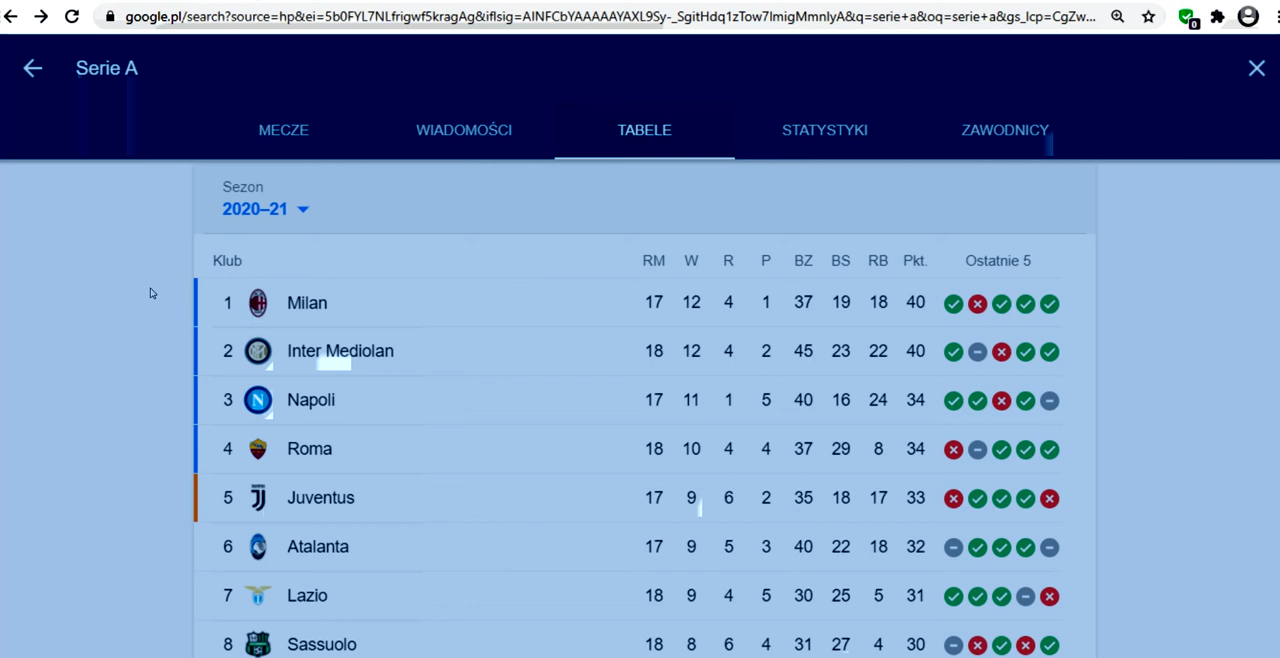 google.pl/search?source=hp&ei=5b0FYL7NLfrigwf5kragAg&iflsig=AINFCbYAAAAAYAXL9Sy-_SgitHdq1zTow7ImigMmnlyA&q=serie+a&oq=serie+a&gs_lcp=CgZw...
0
Serie A
MECZE WIADOMOŚCI TABELE STATYSTYKI ZAWODNICY
Sezon
2020–21
Klub RM W R P BZ BS RB Pkt. Ostatnie 5
1 Milan 17 12 4 1 37 19 18 40
2 Inter Mediolan 18 12 4 2 45 23 22 40
3 Napoli 17 11 1 5 40 16 24 34
4 Roma 18 10 4 4 37 29 8 34
5 Juventus 17 9 6 2 35 18 17 33
6 Atalanta 17 9 5 3 40 22 18 32
7 Lazio 18 9 4 5 30 25 5 31
8 Sassuolo 18 8 6 4 31 27 4 30